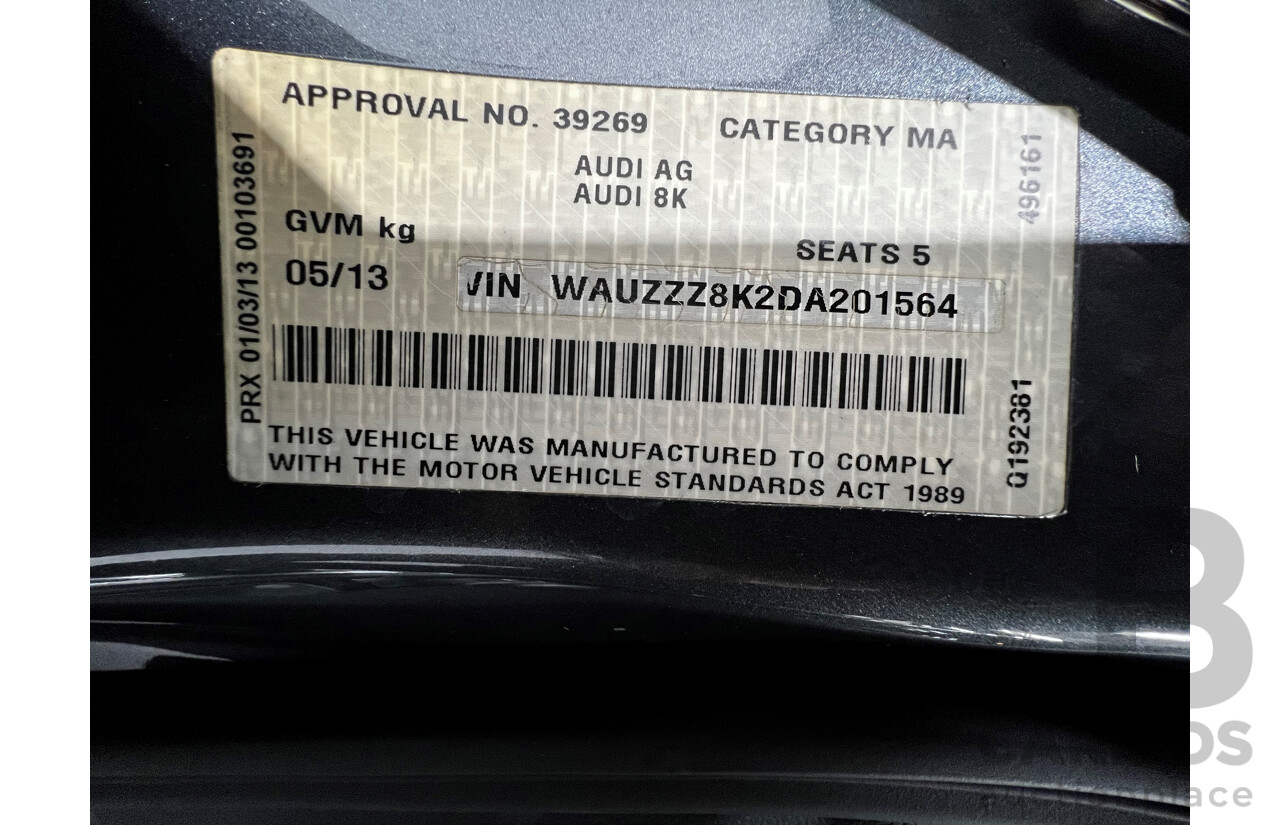 APPROVAL NO. 39269 CATEGORY MA
AUDI AG
AUDI 8K
GVM kg
SEATS 5
05/13 VIN WAUZZZ8K2DA201564
THIS VEHICLE WAS MANUFACTURED TO COMPLY
WITH THE MOTOR VEHICLE STANDARDS ACT 1989
PRX 01/03/13 00103691
496161
Q192381